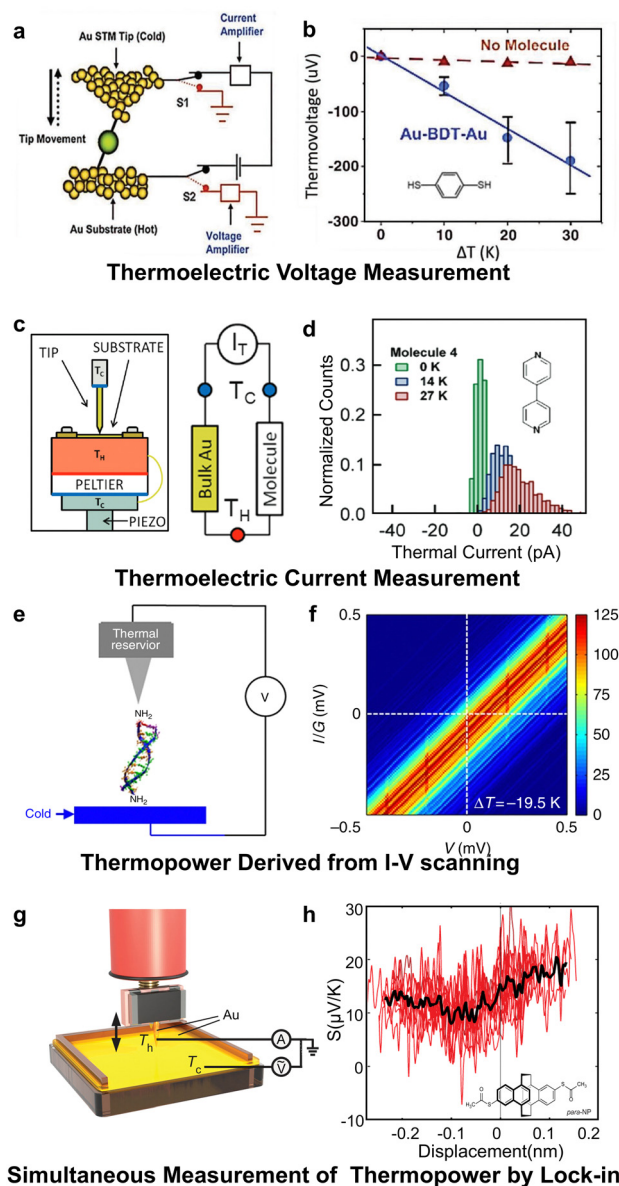 a
Au STM Tip (Cold)
Current
Amplifier
S1
Tip Movement
S2
Au Substrate (Hot)
Voltage
Amplifier
b
No Molecule
Au-BDT-Au
HS
SH
Thermovoltage (uV)
0
-100
-200
-300
0
10
20
30
40
ΔT (K)
Thermoelectric Voltage Measurement
c
TIP
SUBSTRATE
TC
TH
PELTIER
TC
PIEZO
IT
TC
Bulk Au
Molecule
TH
d
Molecule 4
0 K
14 K
27 K
N
N
Normalized Counts
0.3
0.2
0.1
0.0
-40
-20
0
20
40
Thermal Current (pA)
Thermoelectric Current Measurement
e
Thermal
reservior
V
NH2
NH2
Cold
f
I/G (mV)
0.5
0
–0.5
0
0.5
V (mV)
ΔT=–19.5 K
125
100
75
50
25
0
Thermopower Derived from I-V scanning
g
Au
Th
Tc
A
Ṽ
h
S(μV/K)
30
20
10
0
-10
-0.2
-0.1
0
0.1
0.2
Displacement(nm)
H3C
O
S
S
O
CH3
para-NP
Simultaneous Measurement of Thermopower by Lock-in